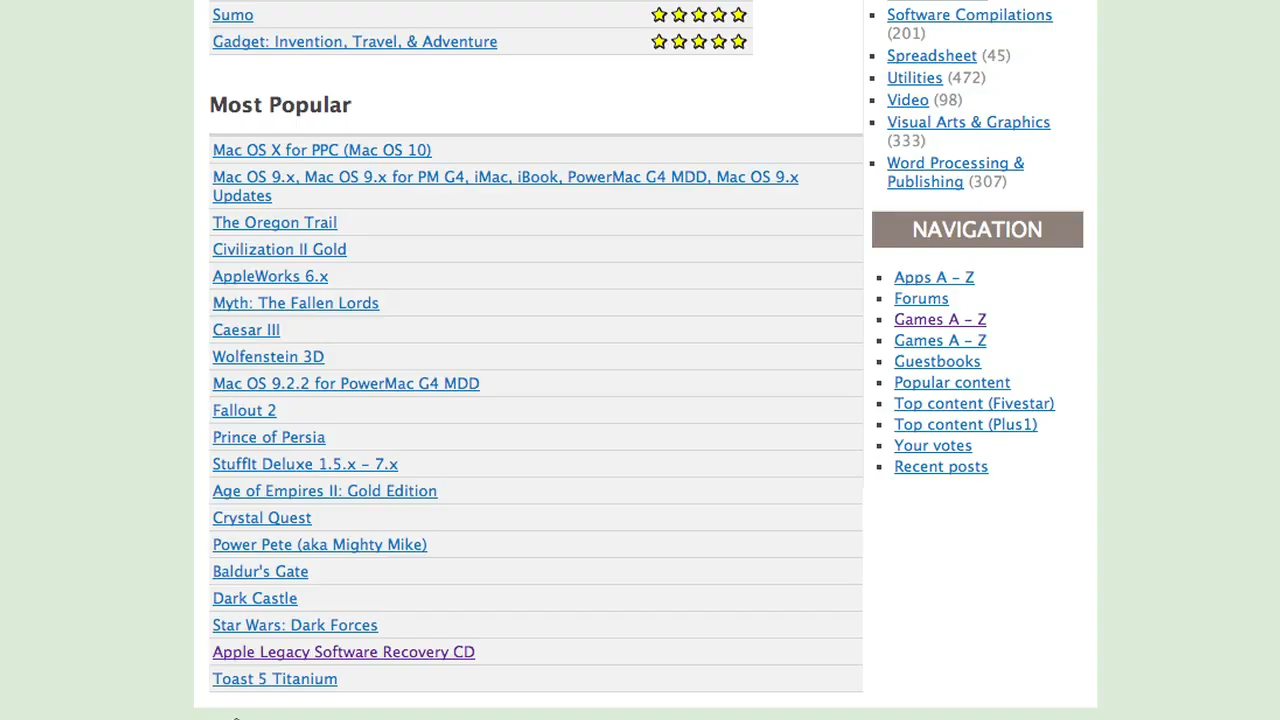 Sumo
Gadget: Invention, Travel, & Adventure
Most Popular
Mac OS X for PPC (Mac OS 10)
Mac OS 9.x, Mac OS 9.x for PM G4, iMac, iBook, PowerMac G4 MDD, Mac OS 9.x
Updates
The Oregon Trail
Civilization II Gold
AppleWorks 6.x
Myth: The Fallen Lords
Caesar III
Wolfenstein 3D
Mac OS 9.2.2 for PowerMac G4 MDD
Fallout 2
Prince of Persia
StuffIt Deluxe 1.5.x - 7.x
Age of Empires II: Gold Edition
Crystal Quest
Power Pete (aka Mighty Mike)
Baldur's Gate
Dark Castle
Star Wars: Dark Forces
Apple Legacy Software Recovery CD
Toast 5 Titanium
Software Compilations
(201)
Spreadsheet (45)
Utilities (472)
Video (98)
Visual Arts & Graphics
(333)
Word Processing &
Publishing (307)
NAVIGATION
Apps A - Z
Forums
Games A - Z
Games A - Z
Guestbooks
Popular content
Top content (Fivestar)
Top content (Plus1)
Your votes
Recent posts